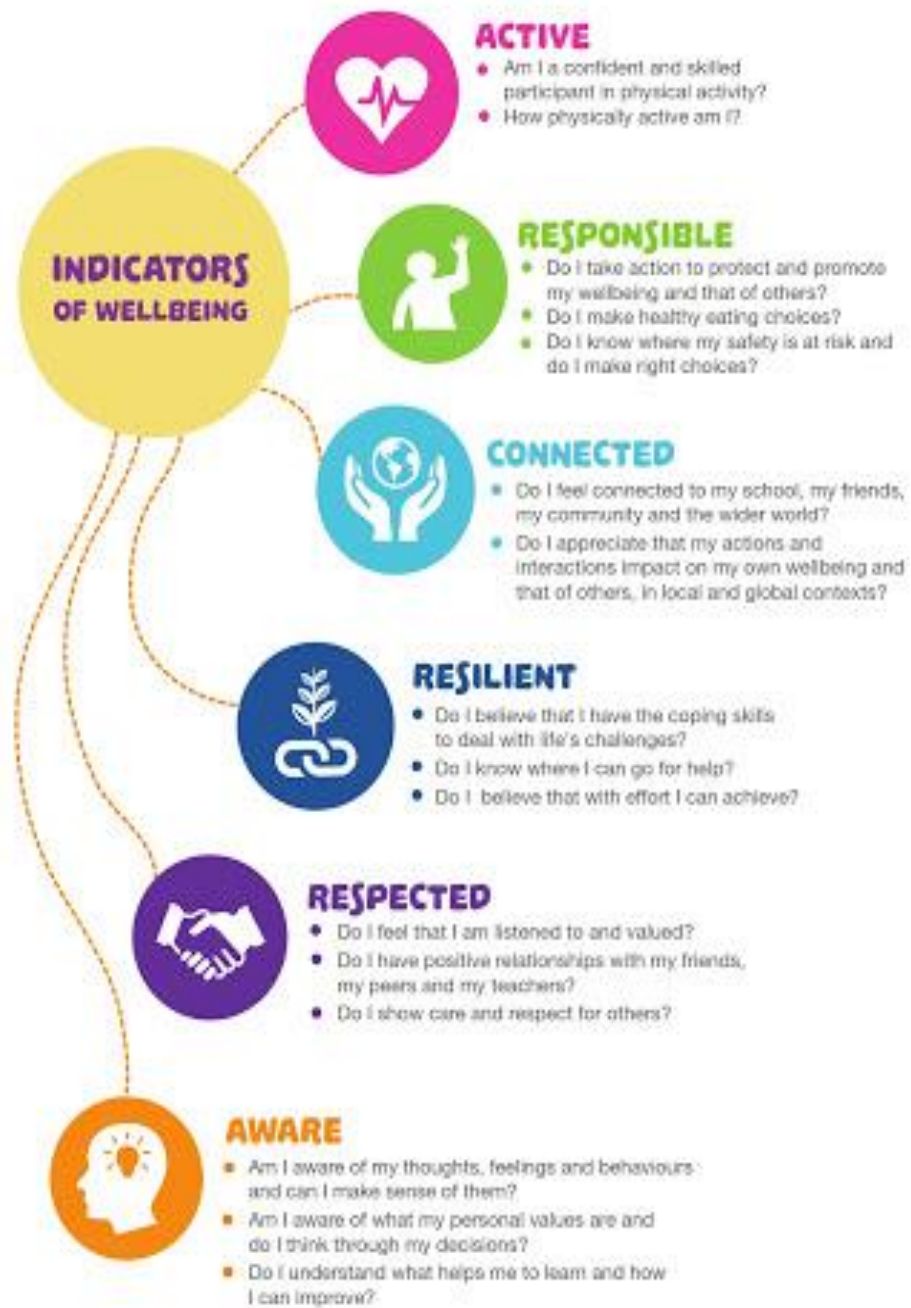 ACTIVE
Am I a confident and skilled
participant in physical activity?
How physically active am I?
INDICATORS
OF WELLBEING
RESPONSIBLE
Do I take action to protect and promote
my wellbeing and that of others?
Do I make healthy eating choices?
Do I know where my safety is at risk and
do I make right choices?
CONNECTED
Do I feel connected to my school, my friends,
my community and the wider world?
Do I appreciate that my actions and
interactions impact on my own wellbeing and
that of others, in local and global contexts?
RESILIENT
Do I believe that I have the coping skills
to deal with life's challenges?
Do I know where I can go for help?
Do I believe that with effort I can achieve?
RESPECTED
Do I feel that I am listened to and valued?
Do I have positive relationships with my friends,
my peers and my teachers?
Do I show care and respect for others?
AWARE
Am I aware of my thoughts, feelings and behaviours
and can I make sense of them?
Am I aware of what my personal values are and
do I think through my decisions?
Do I understand what helps me to learn and how
I can improve?